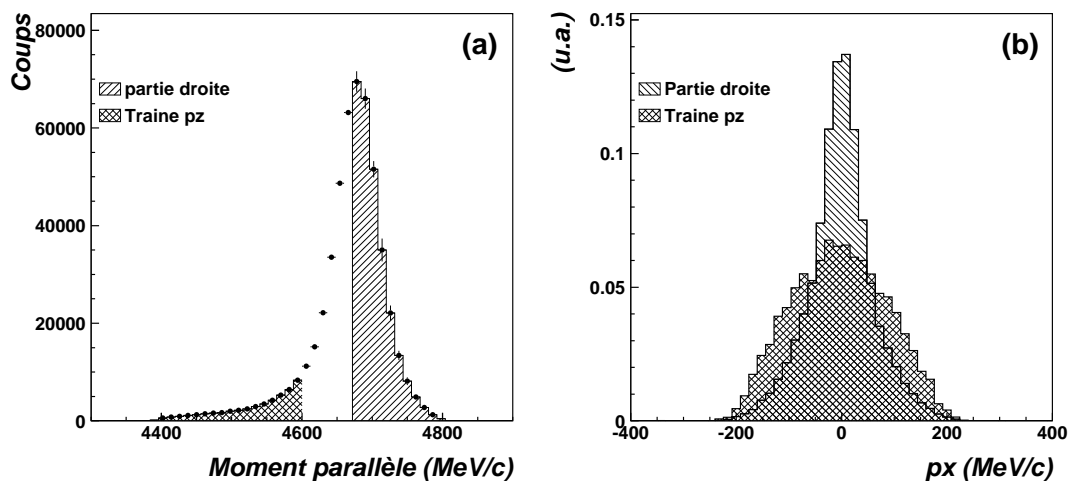 Coups
80000
60000
40000
20000
0
(a)
partie droite
Traine pz
4400
4600
4800
Moment parallèle (MeV/c)
(u.a.)
0.15
0.1
0.05
0
(b)
Partie droite
Traine pz
-400
-200
0
200
400
px (MeV/c)